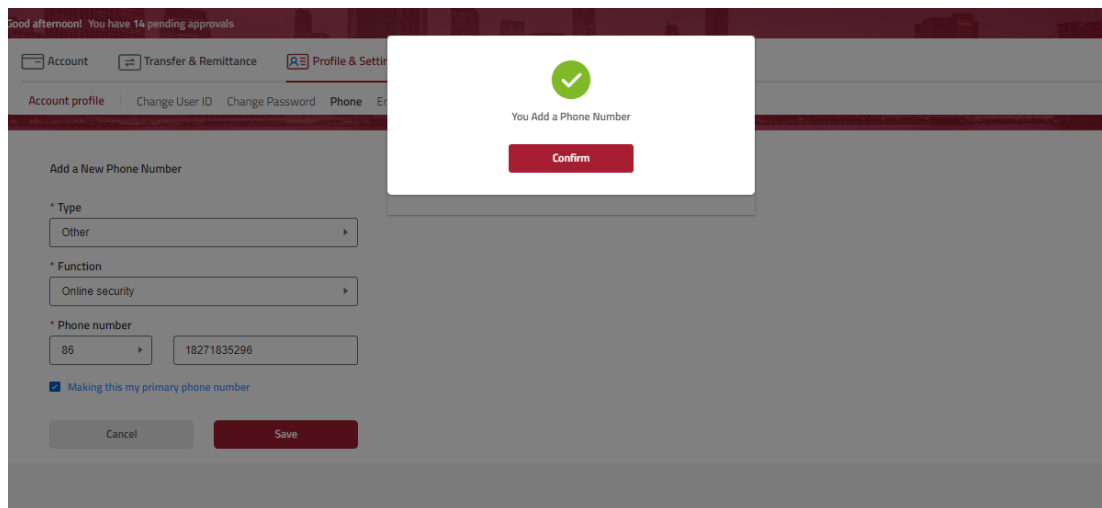 Good afternoon! You have 14 pending approvals
Account Transfer & Remittance Profile & Settin
Account profile Change User ID Change Password Phone
You Add a Phone Number
Confirm
Add a New Phone Number
* Type
Other
* Function
Online security
* Phone number
86 18271835296
Making this my primary phone number
Cancel Save